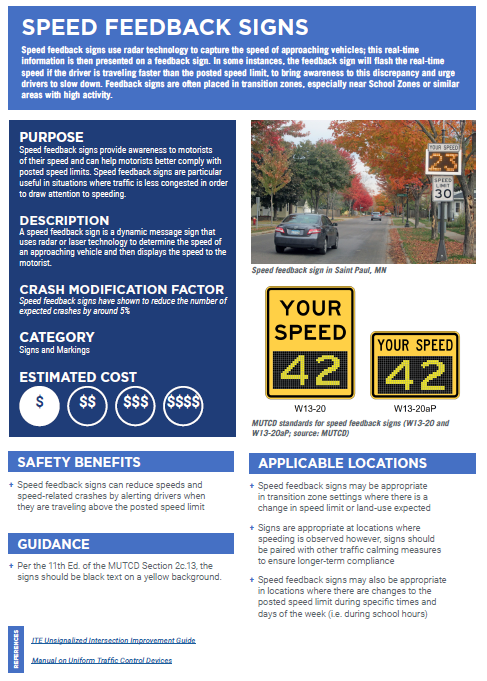 SPEED FEEDBACK SIGNS
Speed feedback signs use radar technology to capture the speed of approaching vehicles; this real-time
information is then presented on a feedback sign. In some instances, the feedback sign will flash the real-time
speed if the driver is traveling faster than the posted speed limit, to bring awareness to this discrepancy and urge
drivers to slow down. Feedback signs are often placed in transition zones, especially near School Zones or similar
areas with high activity.
PURPOSE
Speed feedback signs provide awareness to motorists
of their speed and can help motorists better comply with
posted speed limits. Speed feedback signs are particular
useful in situations where traffic is less congested in order
to draw attention to speeding.
DESCRIPTION
A speed feedback sign is a dynamic message sign that
uses radar or laser technology to determine the speed of
an approaching vehicle and then displays the speed to the
motorist.
CRASH MODIFICATION FACTOR
Speed feedback signs have shown to reduce the number of
expected crashes by around 5%
CATEGORY
Signs and Markings
ESTIMATED COST
$ $$ $$$ $$$$
YOUR SPEED
23
SPEED
LIMIT
30
Speed feedback sign in Saint Paul, MN
YOUR
SPEED
42
W13-20
YOUR SPEED
42
W13-20aP
MUTCD standards for speed feedback signs (W13-20 and
W13-20aP; source: MUTCD)
SAFETY BENEFITS
+ Speed feedback signs can reduce speeds and
speed-related crashes by alerting drivers when
they are traveling above the posted speed limit
GUIDANCE
+ Per the 11th Ed. of the MUTCD Section 2c.13, the
signs should be black text on a yellow background.
APPLICABLE LOCATIONS
+ Speed feedback signs may be appropriate
in transition zone settings where there is a
change in speed limit or land-use expected
+ Signs are appropriate at locations where
speeding is observed however, signs should
be paired with other traffic calming measures
to ensure longer-term compliance
+ Speed feedback signs may also be appropriate
in locations where there are changes to the
posted speed limit during specific times and
days of the week (i.e. during school hours)
REFERENCES
ITE Unsignalized Intersection Improvement Guide
Manual on Uniform Traffic Control Devices